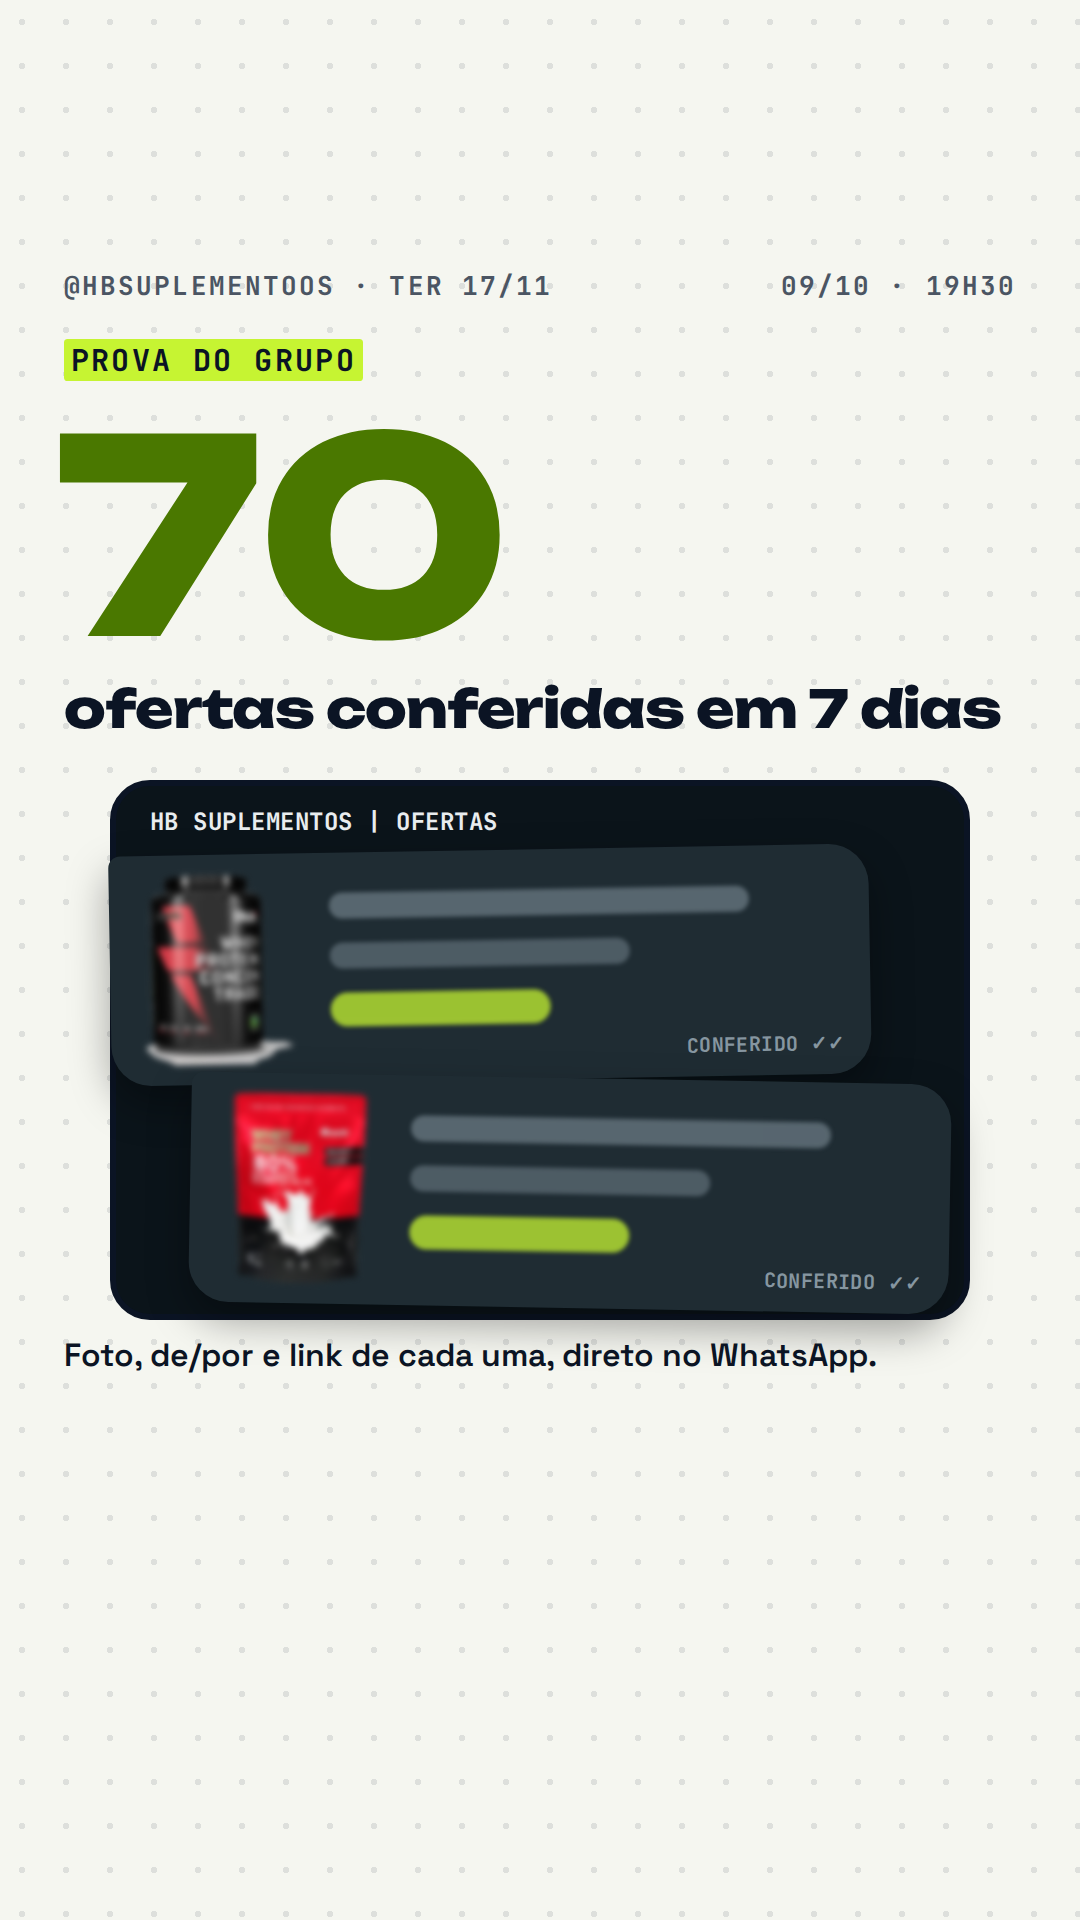 @HBSUPLEMENTOOS · TER 17/11
09/10 · 19H30
PROVA DO GRUPO
70
ofertas conferidas em 7 dias
HB SUPLEMENTOS | OFERTAS
CONFERIDO ✓✓
80%
CONFERIDO ✓✓
Foto, de/por e link de cada uma, direto no WhatsApp.